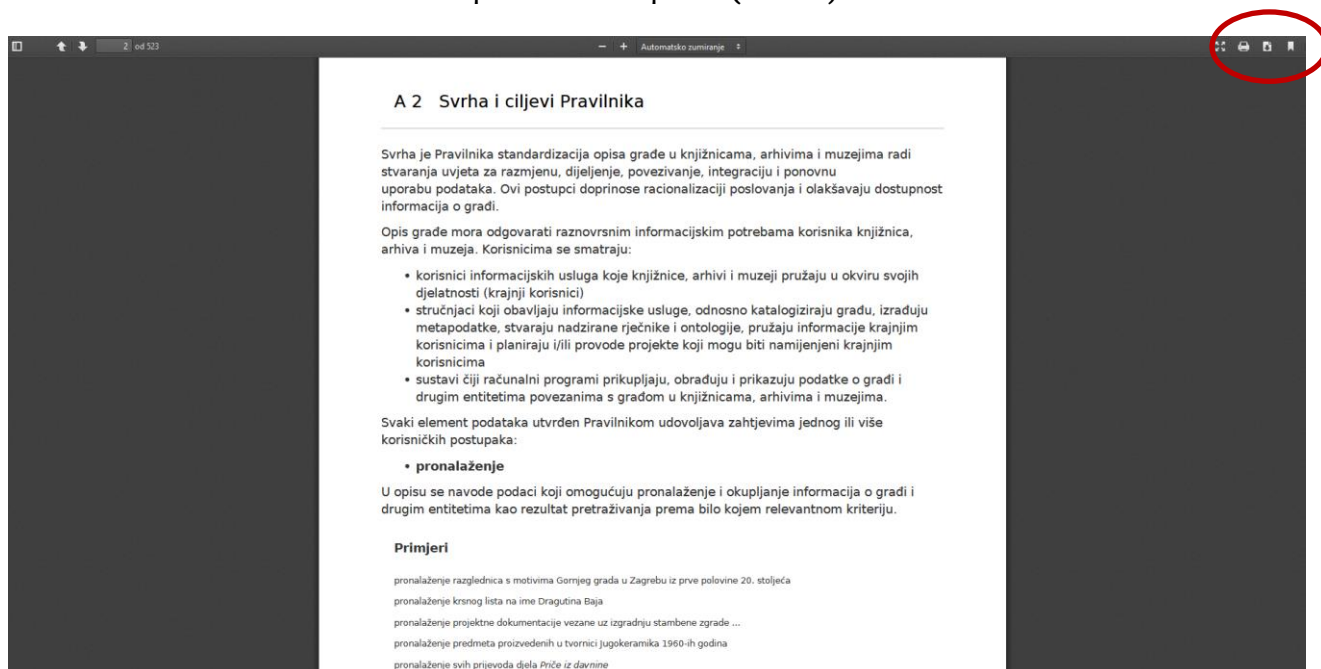 2 od 523
Automatsko zumiranje
A 2 Svrha i ciljevi Pravilnika
Svrha je Pravilnika standardizacija opisa građe u knjižnicama, arhivima i muzejima radi
stvaranja uvjeta za razmjenu, dijeljenje, povezivanje, integraciju i ponovnu
uporabu podataka. Ovi postupci doprinose racionalizaciji poslovanja i olakšavaju dostupnost
informacija o građi.
Opis građe mora odgovarati raznovrsnim informacijskim potrebama korisnika knjižnica,
arhiva i muzeja. Korisnicima se smatraju:
• korisnici informacijskih usluga koje knjižnice, arhivi i muzeji pružaju u okviru svojih
djelatnosti (krajnji korisnici)
• stručnjaci koji obavljaju informacijske usluge, odnosno katalogiziraju građu, izrađuju
metapodatke, stvaraju nadzirane rječnike i ontologije, pružaju informacije krajnjim
korisnicima i planiraju i/ili provode projekte koji mogu biti namijenjeni krajnjim
korisnicima
• sustavi čiji računalni programi prikupljaju, obrađuju i prikazuju podatke o građi i
drugim entitetima povezanima s građom u knjižnicama, arhivima i muzejima.
Svaki element podataka utvrđen Pravilnikom udovoljava zahtjevima jednog ili više
korisničkih postupaka:
• pronalaženje
U opisu se navode podaci koji omogućuju pronalaženje i okupljanje informacija o građi i
drugim entitetima kao rezultat pretraživanja prema bilo kojem relevantnom kriteriju.
Primjeri
pronalaženje razglednica s motivima Gornjeg grada u Zagrebu iz prve polovine 20. stoljeća
pronalaženje krsnog lista na ime Dragutina Baja
pronalaženje projektne dokumentacije vezane uz izgradnju stambene zgrade ...
pronalaženje predmeta proizvedenih u tvornici Jugokeramika 1960-ih godina
pronalaženje svih prijevoda djela Priče iz davnine